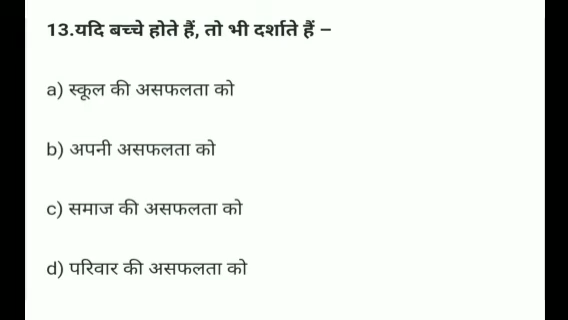 13.यदि बच्चे होते हैं, तो भी दर्शाते हैं –
a) स्कूल की असफलता को
b) अपनी असफलता को
c) समाज की असफलता को
d) परिवार की असफलता को